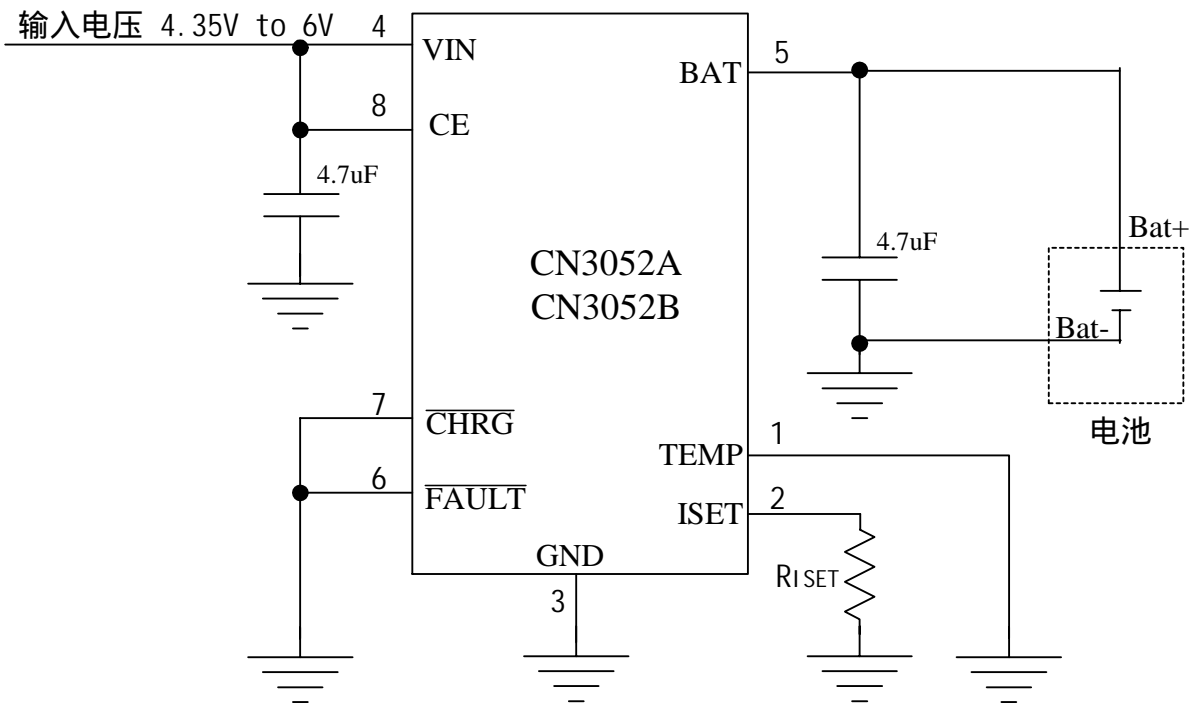 输入电压 4.35V to 6V
4
VIN
5
BAT
8
CE
4.7uF
4.7uF
Bat+
CN3052A
CN3052B
Bat-
电池
7
CHRG
6
FAULT
1
TEMP
2
ISET
GND
3
RISET